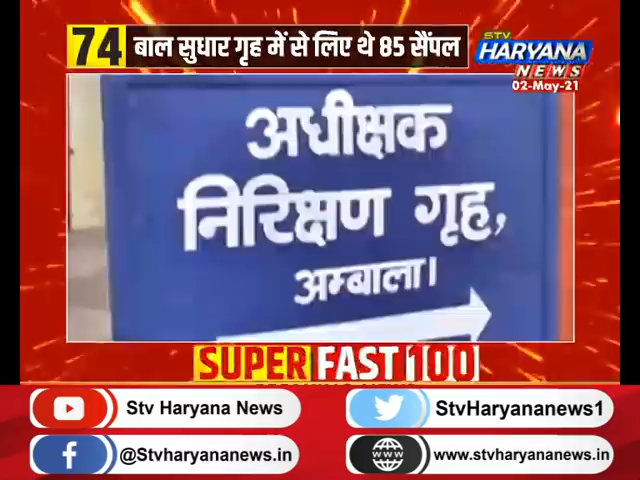 74 बाल सुधार गृह में से लिए थे 85 सैंपल
STV
HARYANA
NEWS
02-May-21
अधीक्षक
निरिक्षण गृह,
अम्बाला।
SUPER FAST 100
Stv Haryana News
StvHaryananews1
@Stvharyananews.in
www.stvharyananews.in